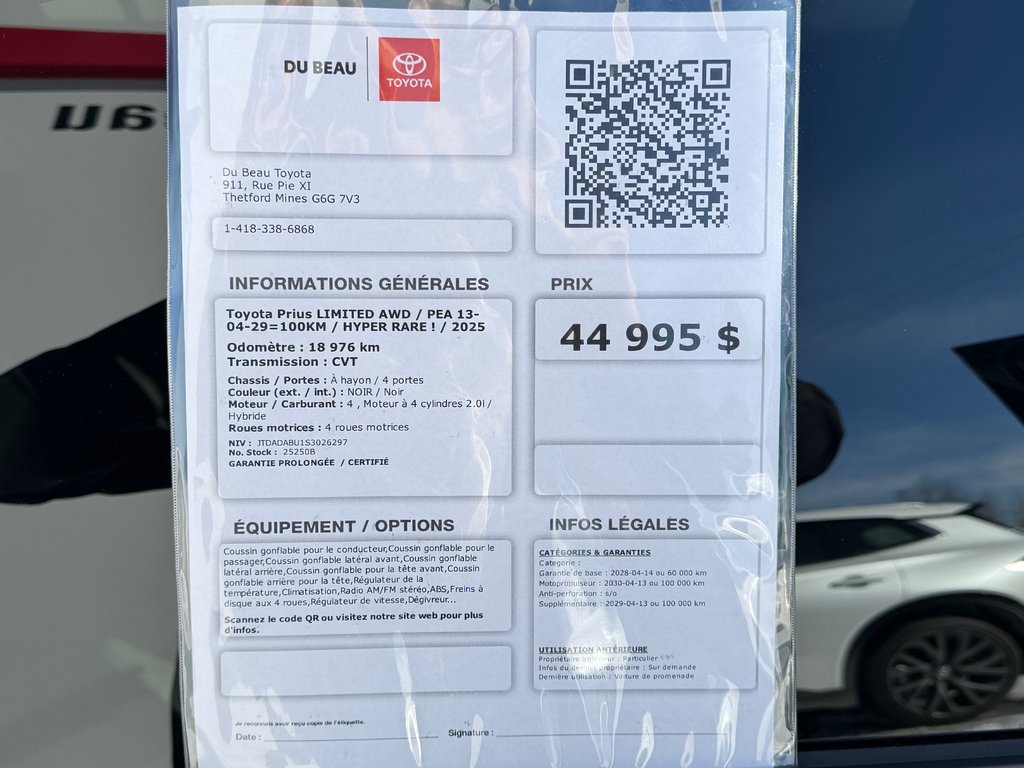 DU BEAU
TOYOTA
Du Beau Toyota
911, Rue Pie XI
Thetford Mines G6G 7V3
1-418-338-6868
INFORMATIONS GÉNÉRALES
Toyota Prius LIMITED AWD / PEA 13-
04-29=100KM / HYPER RARE ! / 2025
Odomètre : 18 976 km
Transmission : CVT
Chassis / Portes : À hayon / 4 portes
Couleur (ext. / int.) : NOIR / Noir
Moteur / Carburant : 4 , Moteur à 4 cylindres 2.0l /
Hybride
Roues motrices : 4 roues motrices
NIV : JTDADABU1S3026297
No. Stock : 25250B
GARANTIE PROLONGÉE / CERTIFIÉ
PRIX
44 995 $
ÉQUIPEMENT / OPTIONS
Coussin gonflable pour le conducteur,Coussin gonflable pour le
passager,Coussin gonflable latéral avant,Coussin gonflable
latéral arrière,Coussin gonflable pour la tête avant,Coussin
gonflable arrière pour la tête,Régulateur de la
température,Climatisation,Radio AM/FM stéréo,ABS,Freins à
disque aux 4 roues,Régulateur de vitesse,Dégivreur...
Scannez le code QR ou visitez notre site web pour plus
d'infos.
INFOS LÉGALES
CATÉGORIES & GARANTIES
Catégorie :
Garantie de base : 2028-04-14 ou 60 000 km
Motopropulseur : 2030-04-13 ou 100 000 km
Anti-perforation : s/o
Supplémentaire : 2029-04-13 ou 100 000 km
UTILISATION ANTÉRIEURE
Propriétaire antérieur : Particulier
Infos du dernier propriétaire : Sur demande
Dernière utilisation : Voiture de promenade
Je reconnais avoir reçu copie de l'étiquette.
Date :
Signature :